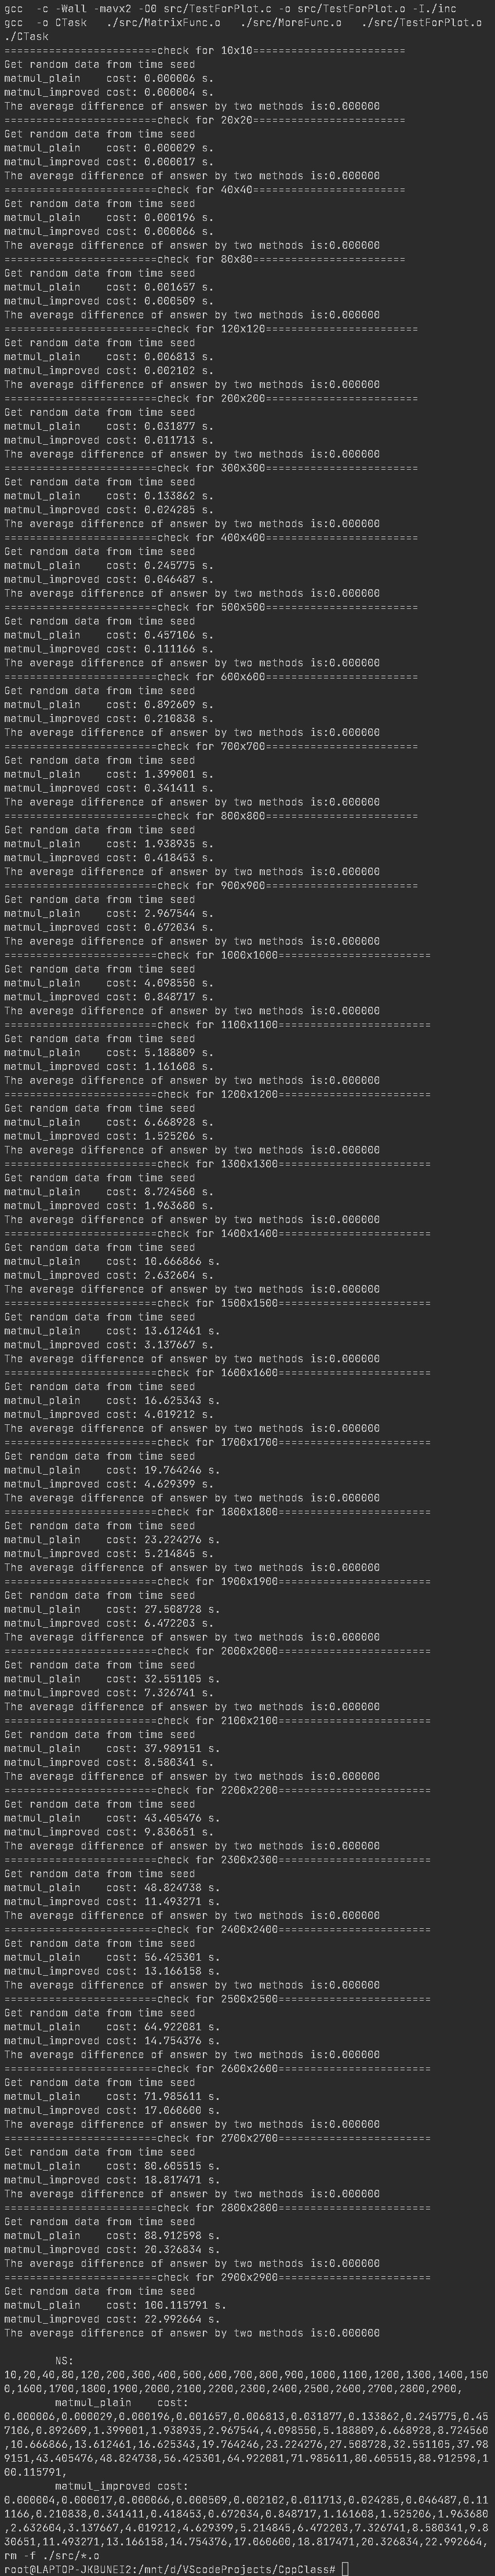 gcc  -c -Wall -mavx2 -O0 src/TestForPlot.c -o src/TestForPlot.o -I./inc
gcc  -o CTask   ./src/MatrixFunc.o   ./src/MoreFunc.o   ./src/TestForPlot.o
./CTask
========================check for 10x10========================
Get random data from time seed
matmul_plain    cost: 0.000006 s.
matmul_improved cost: 0.000004 s.
The average difference of answer by two methods is:0.000000
========================check for 20x20========================
Get random data from time seed
matmul_plain    cost: 0.000029 s.
matmul_improved cost: 0.000017 s.
The average difference of answer by two methods is:0.000000
========================check for 40x40========================
Get random data from time seed
matmul_plain    cost: 0.000196 s.
matmul_improved cost: 0.000066 s.
The average difference of answer by two methods is:0.000000
========================check for 80x80========================
Get random data from time seed
matmul_plain    cost: 0.001657 s.
matmul_improved cost: 0.000509 s.
The average difference of answer by two methods is:0.000000
========================check for 120x120========================
Get random data from time seed
matmul_plain    cost: 0.006813 s.
matmul_improved cost: 0.002102 s.
The average difference of answer by two methods is:0.000000
========================check for 200x200========================
Get random data from time seed
matmul_plain    cost: 0.031877 s.
matmul_improved cost: 0.011713 s.
The average difference of answer by two methods is:0.000000
========================check for 300x300========================
Get random data from time seed
matmul_plain    cost: 0.133862 s.
matmul_improved cost: 0.024285 s.
The average difference of answer by two methods is:0.000000
========================check for 400x400========================
Get random data from time seed
matmul_plain    cost: 0.245775 s.
matmul_improved cost: 0.046487 s.
The average difference of answer by two methods is:0.000000
========================check for 500x500========================
Get random data from time seed
matmul_plain    cost: 0.457106 s.
matmul_improved cost: 0.111166 s.
The average difference of answer by two methods is:0.000000
========================check for 600x600========================
Get random data from time seed
matmul_plain    cost: 0.892609 s.
matmul_improved cost: 0.210838 s.
The average difference of answer by two methods is:0.000000
========================check for 700x700========================
Get random data from time seed
matmul_plain    cost: 1.399001 s.
matmul_improved cost: 0.341411 s.
The average difference of answer by two methods is:0.000000
========================check for 800x800========================
Get random data from time seed
matmul_plain    cost: 1.938935 s.
matmul_improved cost: 0.418453 s.
The average difference of answer by two methods is:0.000000
========================check for 900x900========================
Get random data from time seed
matmul_plain    cost: 2.967544 s.
matmul_improved cost: 0.672034 s.
The average difference of answer by two methods is:0.000000
========================check for 1000x1000========================
Get random data from time seed
matmul_plain    cost: 4.098550 s.
matmul_improved cost: 0.848717 s.
The average difference of answer by two methods is:0.000000
========================check for 1100x1100========================
Get random data from time seed
matmul_plain    cost: 5.188809 s.
matmul_improved cost: 1.161608 s.
The average difference of answer by two methods is:0.000000
========================check for 1200x1200========================
Get random data from time seed
matmul_plain    cost: 6.668928 s.
matmul_improved cost: 1.525206 s.
The average difference of answer by two methods is:0.000000
========================check for 1300x1300========================
Get random data from time seed
matmul_plain    cost: 8.724560 s.
matmul_improved cost: 1.963680 s.
The average difference of answer by two methods is:0.000000
========================check for 1400x1400========================
Get random data from time seed
matmul_plain    cost: 10.666866 s.
matmul_improved cost: 2.632604 s.
The average difference of answer by two methods is:0.000000
========================check for 1500x1500========================
Get random data from time seed
matmul_plain    cost: 13.612461 s.
matmul_improved cost: 3.137667 s.
The average difference of answer by two methods is:0.000000
========================check for 1600x1600========================
Get random data from time seed
matmul_plain    cost: 16.625343 s.
matmul_improved cost: 4.019212 s.
The average difference of answer by two methods is:0.000000
========================check for 1700x1700========================
Get random data from time seed
matmul_plain    cost: 19.764246 s.
matmul_improved cost: 4.629399 s.
The average difference of answer by two methods is:0.000000
========================check for 1800x1800========================
Get random data from time seed
matmul_plain    cost: 23.224276 s.
matmul_improved cost: 5.214845 s.
The average difference of answer by two methods is:0.000000
========================check for 1900x1900========================
Get random data from time seed
matmul_plain    cost: 27.508728 s.
matmul_improved cost: 6.472203 s.
The average difference of answer by two methods is:0.000000
========================check for 2000x2000========================
Get random data from time seed
matmul_plain    cost: 32.551105 s.
matmul_improved cost: 7.326741 s.
The average difference of answer by two methods is:0.000000
========================check for 2100x2100========================
Get random data from time seed
matmul_plain    cost: 37.989151 s.
matmul_improved cost: 8.580341 s.
The average difference of answer by two methods is:0.000000
========================check for 2200x2200========================
Get random data from time seed
matmul_plain    cost: 43.405476 s.
matmul_improved cost: 9.830651 s.
The average difference of answer by two methods is:0.000000
========================check for 2300x2300========================
Get random data from time seed
matmul_plain    cost: 48.824738 s.
matmul_improved cost: 11.493271 s.
The average difference of answer by two methods is:0.000000
========================check for 2400x2400========================
Get random data from time seed
matmul_plain    cost: 56.425301 s.
matmul_improved cost: 13.166158 s.
The average difference of answer by two methods is:0.000000
========================check for 2500x2500========================
Get random data from time seed
matmul_plain    cost: 64.922081 s.
matmul_improved cost: 14.754376 s.
The average difference of answer by two methods is:0.000000
========================check for 2600x2600========================
Get random data from time seed
matmul_plain    cost: 71.985611 s.
matmul_improved cost: 17.060600 s.
The average difference of answer by two methods is:0.000000
========================check for 2700x2700========================
Get random data from time seed
matmul_plain    cost: 80.605515 s.
matmul_improved cost: 18.817471 s.
The average difference of answer by two methods is:0.000000
========================check for 2800x2800========================
Get random data from time seed
matmul_plain    cost: 88.912598 s.
matmul_improved cost: 20.326834 s.
The average difference of answer by two methods is:0.000000
========================check for 2900x2900========================
Get random data from time seed
matmul_plain    cost: 100.115791 s.
matmul_improved cost: 22.992664 s.
The average difference of answer by two methods is:0.000000
NS:
10,20,40,80,120,200,300,400,500,600,700,800,900,1000,1100,1200,1300,1400,150
0,1600,1700,1800,1900,2000,2100,2200,2300,2400,2500,2600,2700,2800,2900,
matmul_plain    cost:
0.000006,0.000029,0.000196,0.001657,0.006813,0.031877,0.133862,0.245775,0.45
7106,0.892609,1.399001,1.938935,2.967544,4.098550,5.188809,6.668928,8.724560
,10.666866,13.612461,16.625343,19.764246,23.224276,27.508728,32.551105,37.98
9151,43.405476,48.824738,56.425301,64.922081,71.985611,80.605515,88.912598,1
00.115791,
matmul_improved cost:
0.000004,0.000017,0.000066,0.000509,0.002102,0.011713,0.024285,0.046487,0.11
1166,0.210838,0.341411,0.418453,0.672034,0.848717,1.161608,1.525206,1.963680
,2.632604,3.137667,4.019212,4.629399,5.214845,6.472203,7.326741,8.580341,9.8
30651,11.493271,13.166158,14.754376,17.060600,18.817471,20.326834,22.992664,
rm -f ./src/*.o
root@LAPTOP-JK8UNEI2:/mnt/d/VScodeProjects/CppClass#